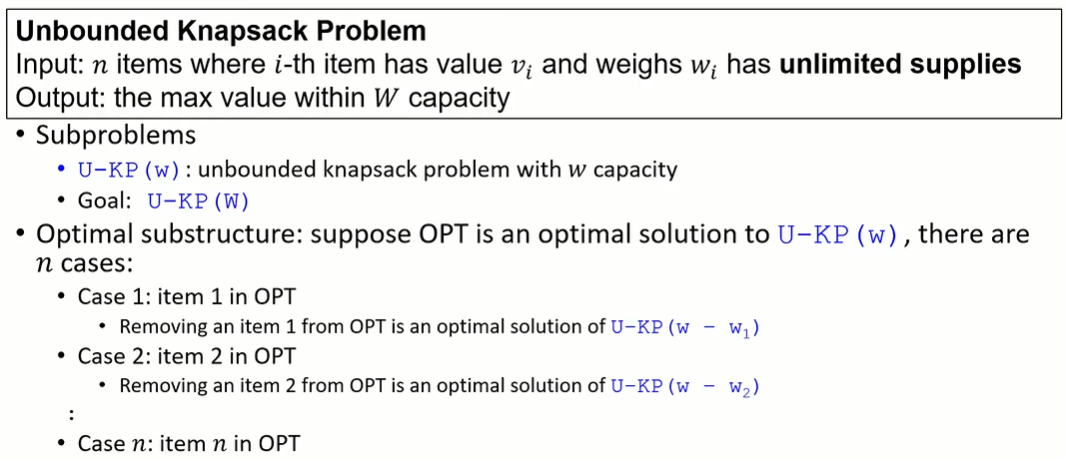 Unbounded Knapsack Problem
Input: n items where i-th item has value vᵢ and weighs wᵢ has unlimited supplies
Output: the max value within W capacity
• Subproblems
• U-KP(w): unbounded knapsack problem with w capacity
• Goal: U-KP(W)
• Optimal substructure: suppose OPT is an optimal solution to U-KP(w), there are
n cases:
• Case 1: item 1 in OPT
• Removing an item 1 from OPT is an optimal solution of U-KP(w - w₁)
• Case 2: item 2 in OPT
• Removing an item 2 from OPT is an optimal solution of U-KP(w - w₂)
:
• Case n: item n in OPT